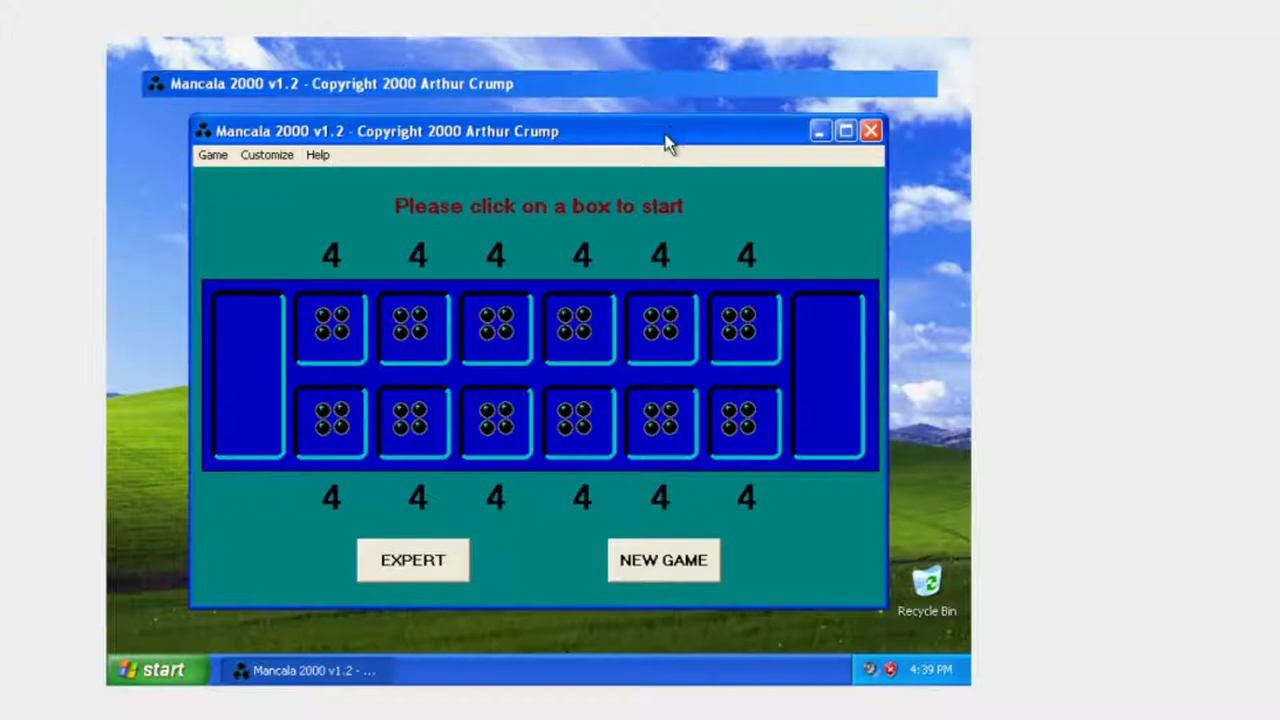 Mancala 2000 v1.2 - Copyright 2000 Arthur Crump
Mancala 2000 v1.2 - Copyright 2000 Arthur Crump
Game Customize Help
Please click on a box to start
4 4 4 4 4 4
4 4 4 4 4 4
EXPERT NEW GAME
Recycle Bin
start Mancala 2000 v1.2 - ... 4:39 PM